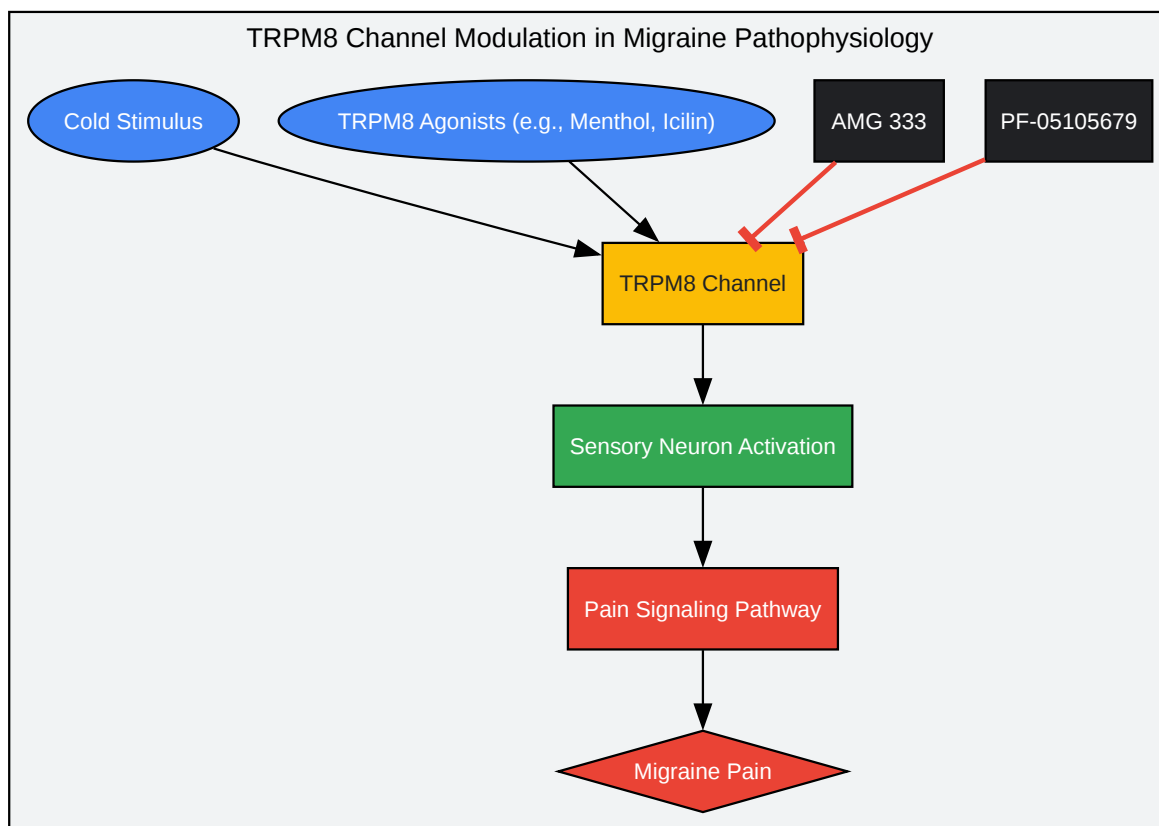 TRPM8 Channel Modulation in Migraine Pathophysiology
Cold Stimulus
TRPM8 Agonists (e.g., Menthol, Icilin)
AMG 333
PF-05105679
TRPM8 Channel
Sensory Neuron Activation
Pain Signaling Pathway
Migraine Pain